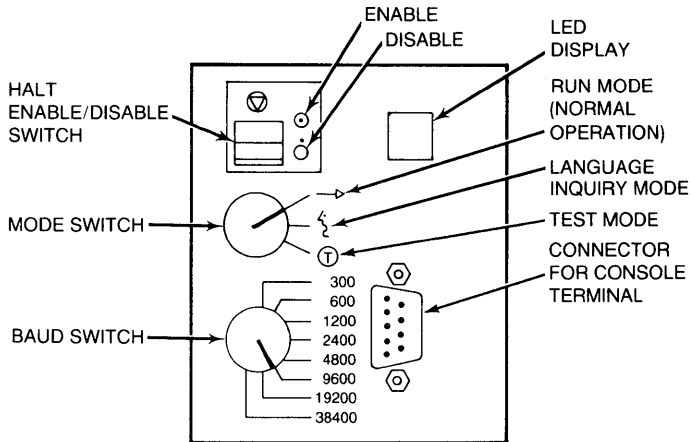 ENABLE
DISABLE
LED
DISPLAY
HALT
ENABLE/DISABLE
SWITCH
RUN MODE
(NORMAL
OPERATION)
LANGUAGE
INQUIRY MODE
MODE SWITCH
TEST MODE
T
CONNECTOR
FOR CONSOLE
TERMINAL
BAUD SWITCH
300
600
1200
2400
4800
9600
19200
38400